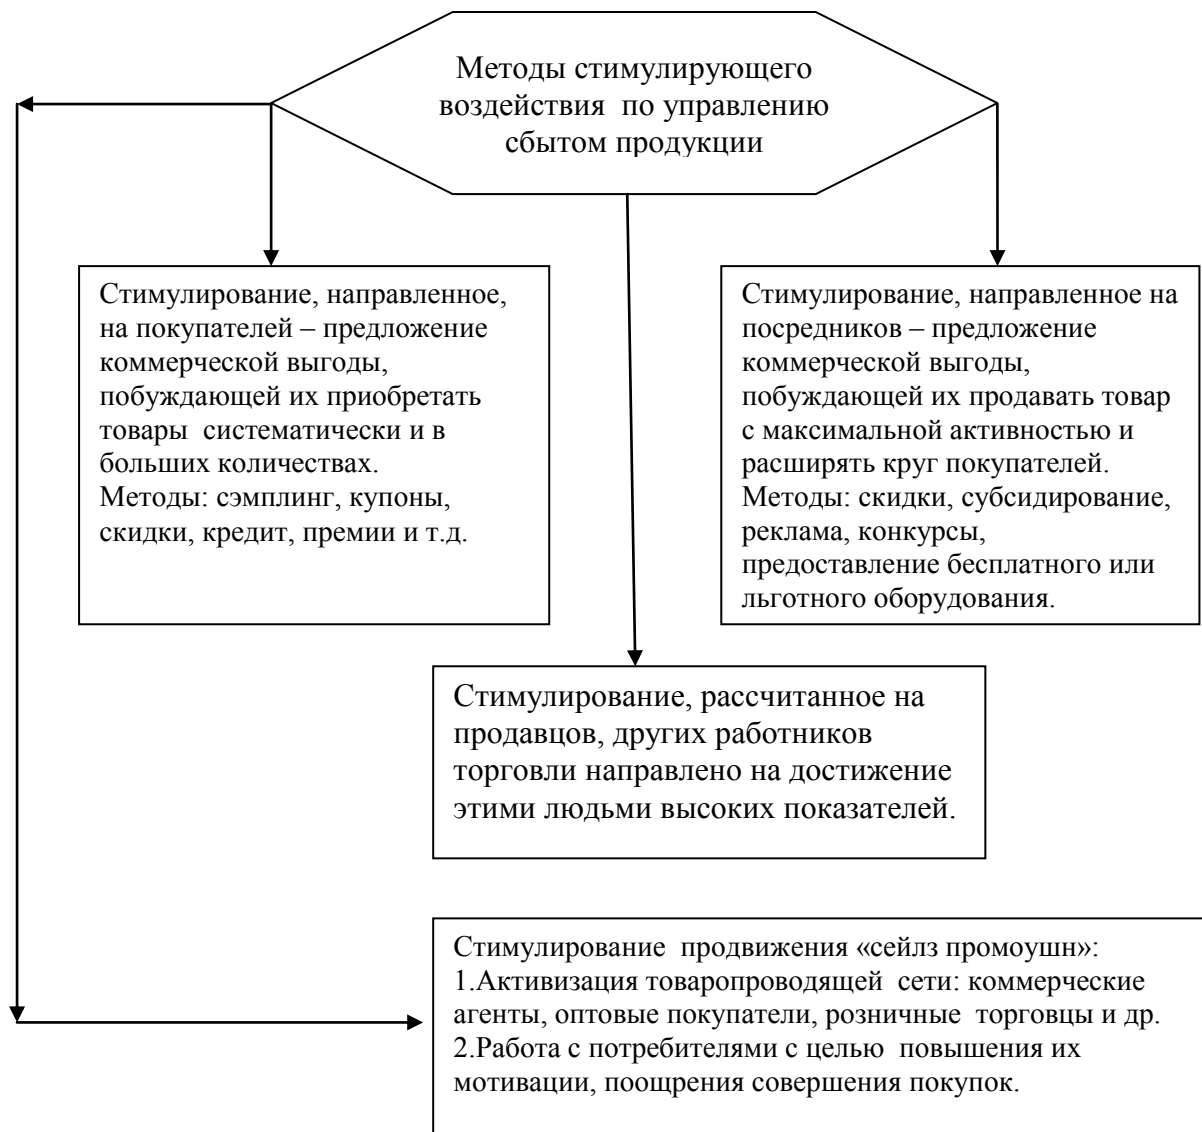 Методы стимулирующего
воздействия по управлению
сбытом продукции
Стимулирование, направленное,
на покупателей – предложение
коммерческой выгоды,
побуждающей их приобретать
товары систематически и в
больших количествах.
Методы: сэмплинг, купоны,
скидки, кредит, премии и т.д.
Стимулирование, направленное на
посредников – предложение
коммерческой выгоды,
побуждающей их продавать товар
с максимальной активностью и
расширять круг покупателей.
Методы: скидки, субсидирование,
реклама, конкурсы,
предоставление бесплатного или
льготного оборудования.
Стимулирование, рассчитанное на
продавцов, других работников
торговли направлено на достижение
этими людьми высоких показателей.
Стимулирование продвижения «сейлз промоушн»:
1.Активизация товаропроводящей сети: коммерческие
агенты, оптовые покупатели, розничные торговцы и др.
2.Работа с потребителями с целью повышения их
мотивации, поощрения совершения покупок.